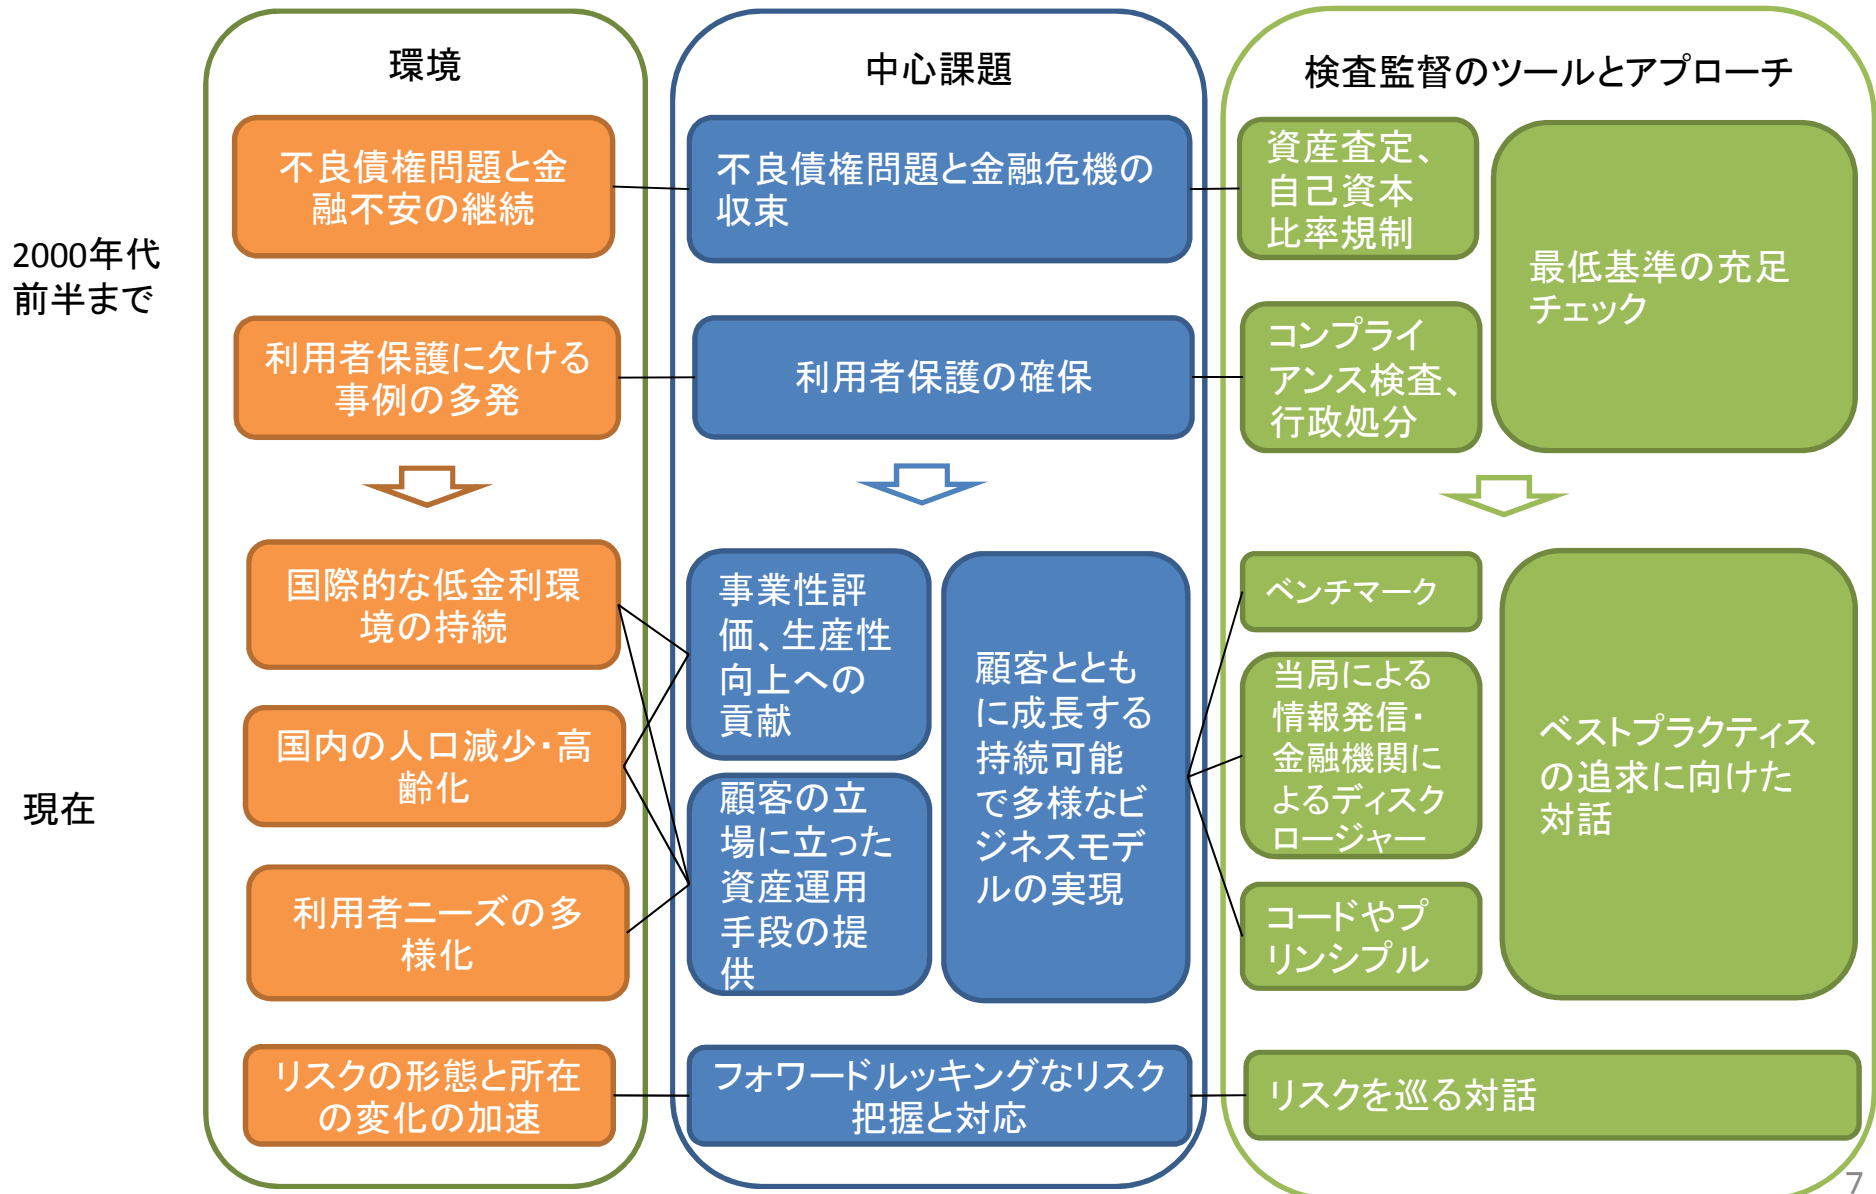 環境
中心課題
検査監督のツールとアプローチ
2000年代
前半まで
不良債権問題と金
融不安の継続
不良債権問題と金融危機の
収束
資産査定、
自己資本
比率規制
最低基準の充足
チェック
利用者保護に欠ける
事例の多発
利用者保護の確保
コンプライ
アンス検査、
行政処分
現在
国際的な低金利環
境の持続
国内の人口減少・高
齢化
利用者ニーズの多
様化
事業性評
価、生産性
向上への
貢献
顧客の立
場に立った
資産運用
手段の提
供
顧客ととも
に成長する
持続可能
で多様なビ
ジネスモデ
ルの実現
ベンチマーク
当局による
情報発信・
金融機関に
よるディスク
ロージャー
コードやプ
リンシプル
ベストプラクティス
の追求に向けた
対話
リスクの形態と所在
の変化の加速
フォワードルッキングなリスク
把握と対応
リスクを巡る対話
7